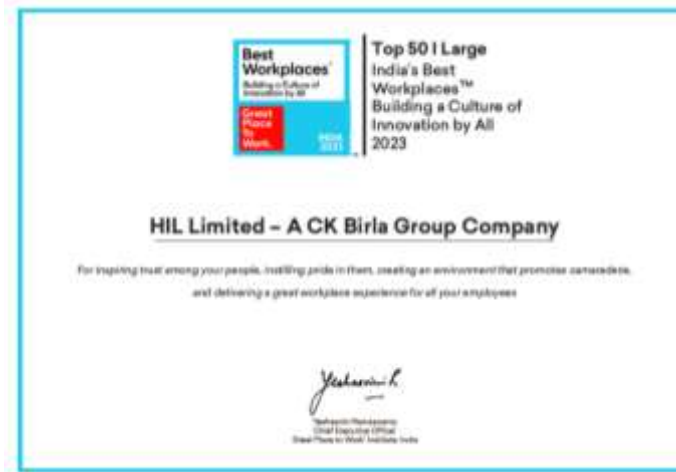 Best
Workplaces™
Building a Culture of
Innovation by All
Great
Place
To
Work.
INDIA
2023
Top 50 I Large
India's Best
Workplaces™
Building a Culture of
Innovation by All
2023
HIL Limited – A CK Birla Group Company
For inspiring trust among your people, instilling pride in them, creating an environment that promotes camaraderie,
and delivering a great workplace experience for all your employees
Chief Executive Officer
Great Place to Work® Institute, India